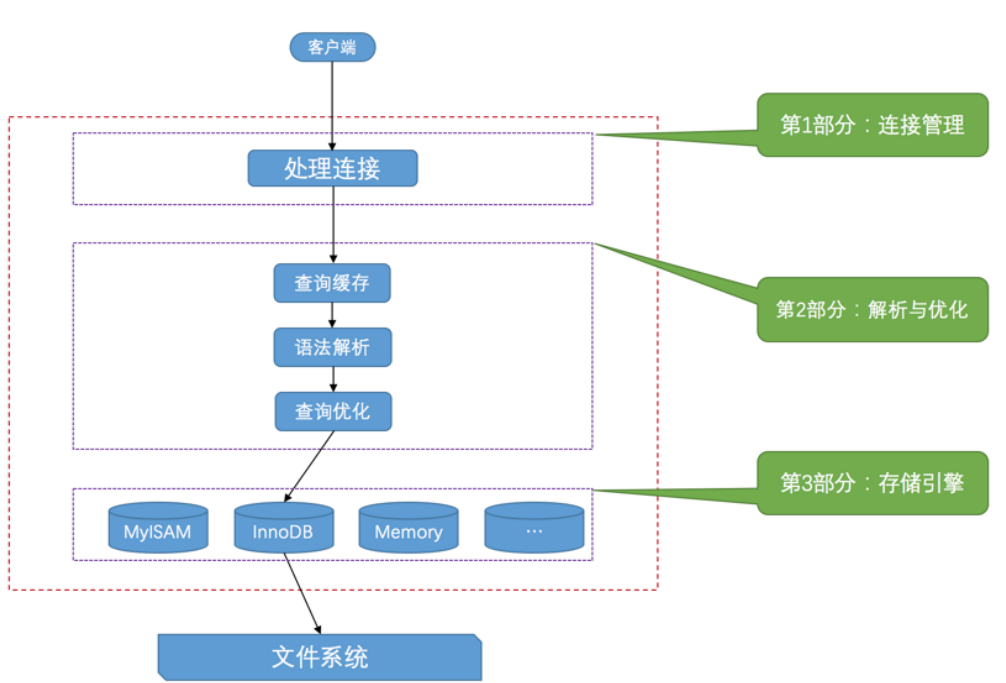 客户端
第1部分：连接管理
处理连接
查询缓存
第2部分：解析与优化
语法解析
查询优化
第3部分：存储引擎
MyISAM
InnoDB
Memory
...
文件系统